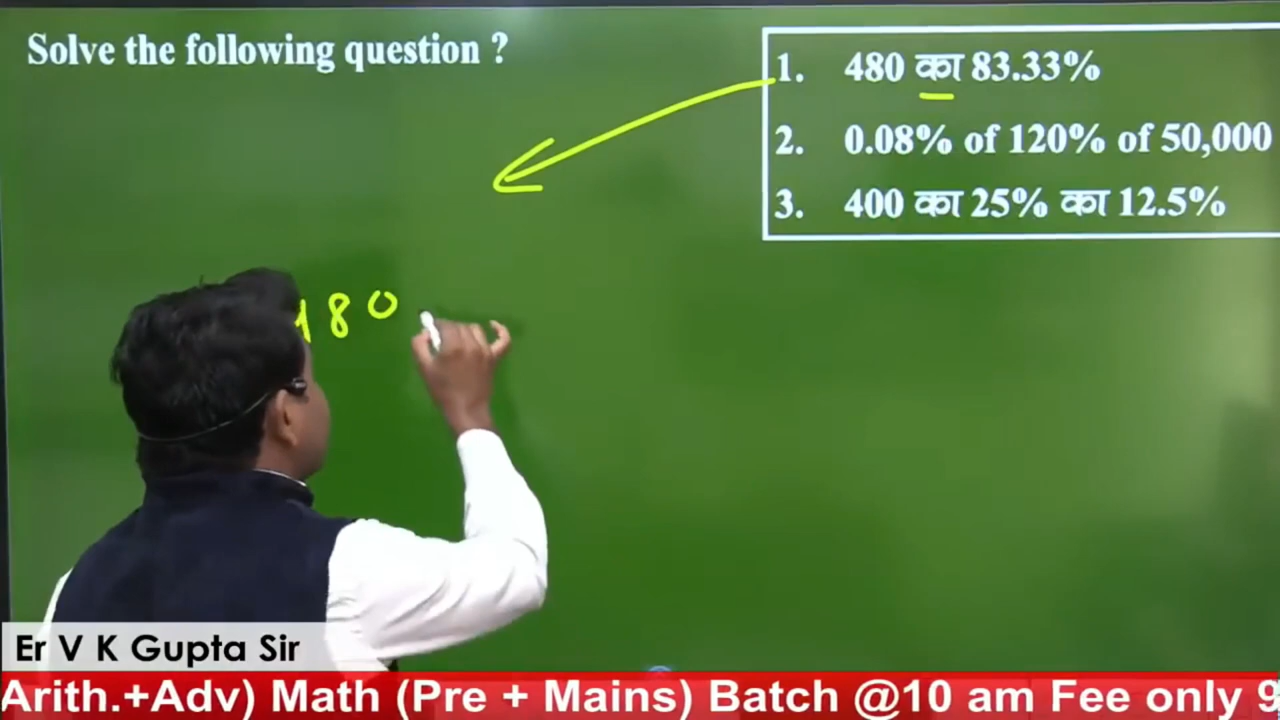 Solve the following question ?
1. 480 का 83.33%
2. 0.08% of 120% of 50,000
3. 400 का 25% का 12.5%
480
Er V K Gupta Sir
Arith.+Adv) Math (Pre + Mains) Batch @10 am Fee only 9